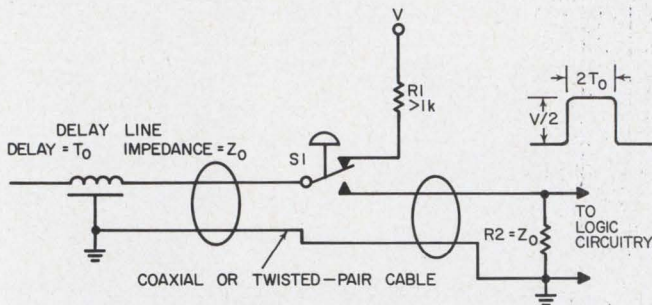 V
R1
>1k
2T₀
V/2
DELAY LINE
DELAY = T₀ IMPEDANCE = Z₀
S1
R2 = Z₀
TO
LOGIC
CIRCUITRY
COAXIAL OR TWISTED-PAIR CABLE